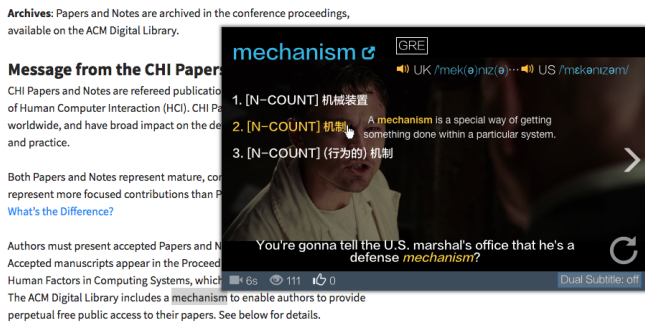 Archives: Papers and Notes are archived in the conference proceedings,
available on the ACM Digital Library.
Message from the CHI Papers
CHI Papers and Notes are refereed publicatio
of Human Computer Interaction (HCI). CHI Pa
worldwide, and have broad impact on the de
and practice.
Both Papers and Notes represent mature, co
represent more focused contributions than P
What's the Difference?
Authors must present accepted Papers and N
Accepted manuscripts appear in the Proceed
Human Factors in Computing Systems, which
The ACM Digital Library includes a mechanism to enable authors to provide
perpetual free public access to their papers. See below for details.
mechanism
GRE
UK /'mek(ə)nɪz(ə)··· US /'mɛkənɪzəm/
1. [N-COUNT] 机械装置
2. [N-COUNT] 机制
3. [N-COUNT] (行为的) 机制
A mechanism is a special way of getting
something done within a particular system.
You're gonna tell the U.S. marshal's office that he's a
defense mechanism?
6s 111 0
Dual Subtitle: off